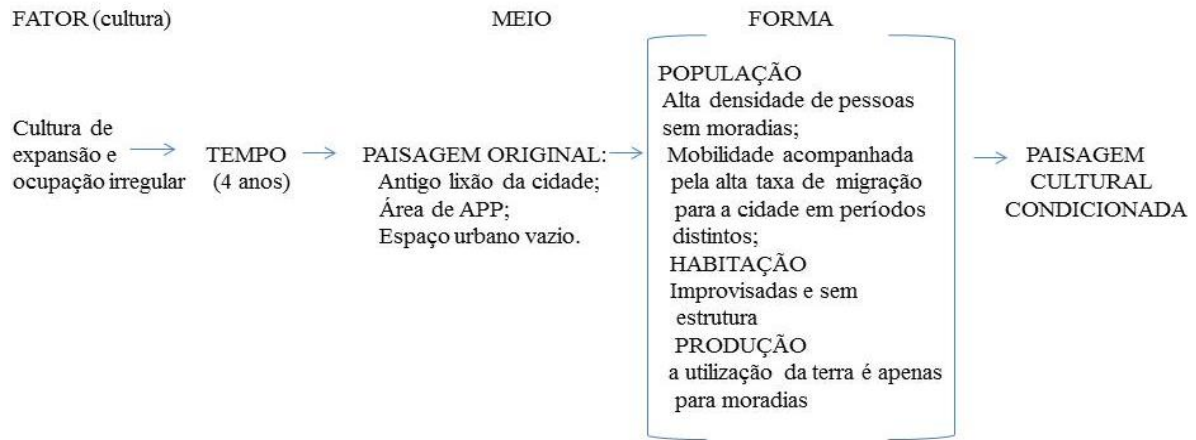 FATOR (cultura)
MEIO
FORMA
Cultura de
expansão e
ocupação irregular
TEMPO
(4 anos)
PAISAGEM ORIGINAL:
Antigo lixão da cidade;
Área de APP;
Espaço urbano vazio.
POPULAÇÃO
Alta densidade de pessoas
sem moradias;
Mobilidade acompanhada
pela alta taxa de migração
para a cidade em períodos
distintos;
HABITAÇÃO
Improvisadas e sem
estrutura
PRODUÇÃO
a utilização da terra é apenas
para moradias
PAISAGEM
CULTURAL
CONDICIONADA